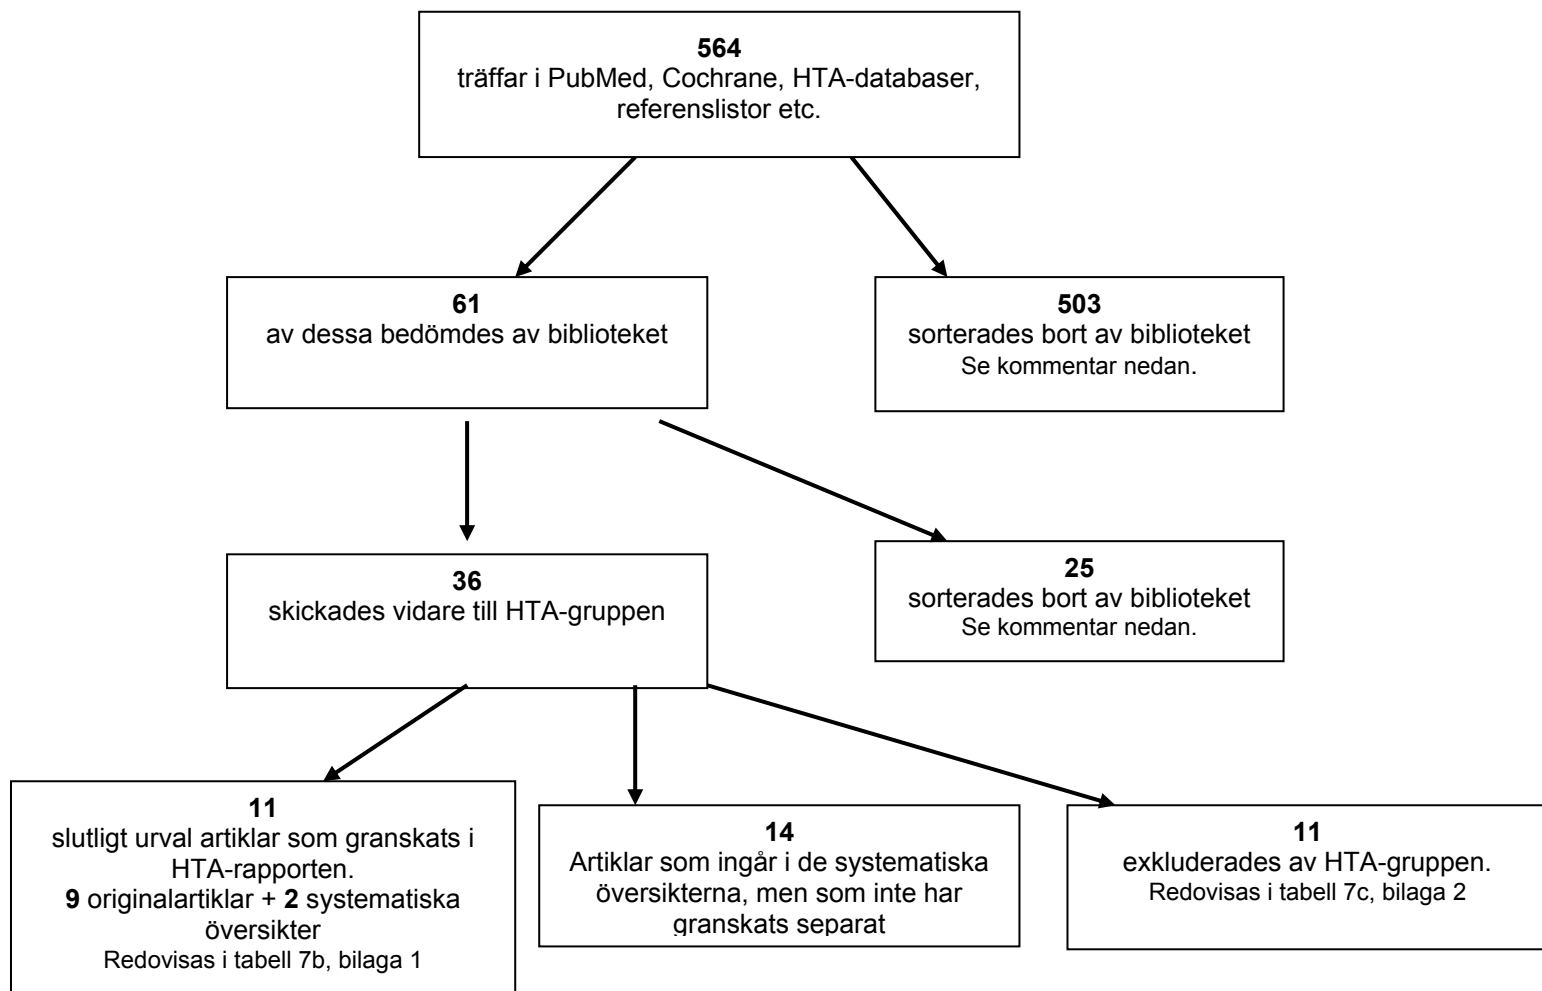 564
träffar i PubMed, Cochrane, HTA-databaser,
referenslistor etc.
61
av dessa bedömdes av biblioteket
503
sorterades bort av biblioteket
Se kommentar nedan.
36
skickades vidare till HTA-gruppen
25
sorterades bort av biblioteket
Se kommentar nedan.
11
slutligt urval artiklar som granskats i
HTA-rapporten.
9 originalartiklar + 2 systematiska
översikter
Redovisas i tabell 7b, bilaga 1
14
Artiklar som ingår i de systematiska
översikterna, men som inte har
granskats separat
11
exkluderades av HTA-gruppen.
Redovisas i tabell 7c, bilaga 2